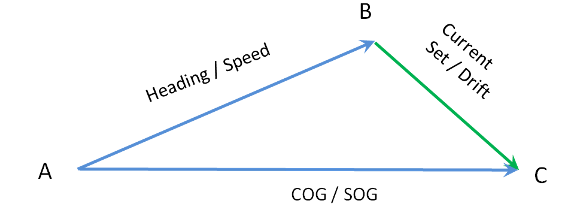 B
Current
Set / Drift
Heading / Speed
A
C
COG / SOG